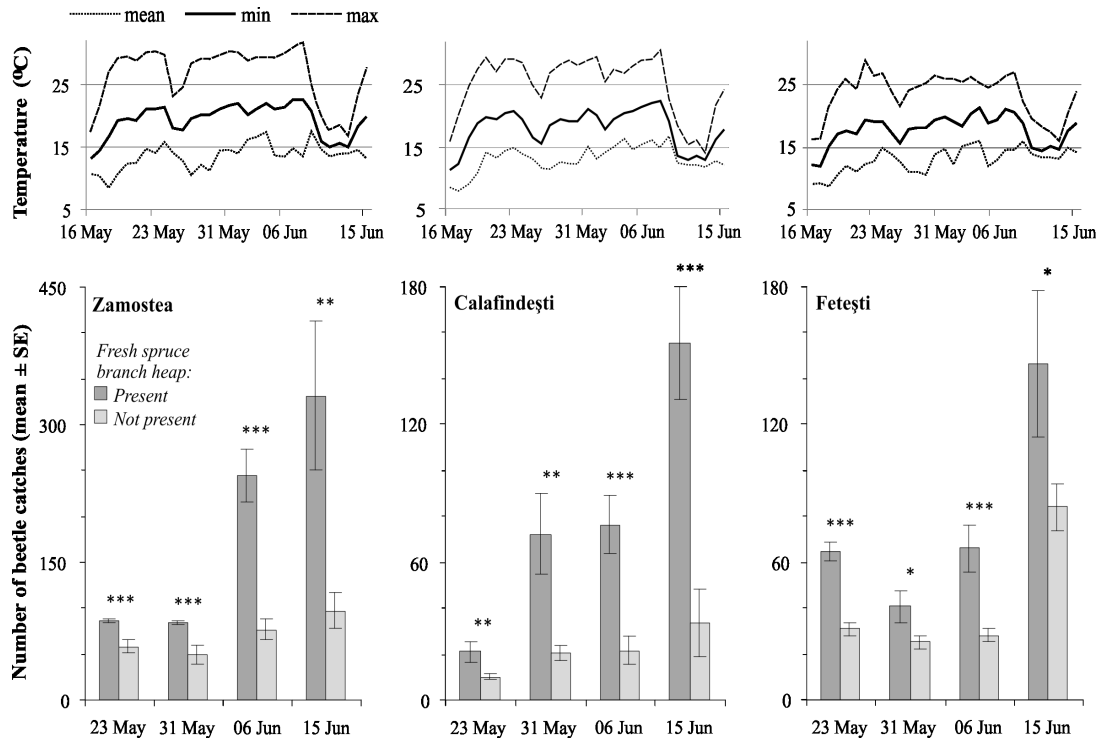 mean min max
Temperature (ºC)
25
15
5
16 May 23 May 31 May 06 Jun 15 Jun
25
15
5
16 May 23 May 31 May 06 Jun 15 Jun
25
15
5
16 May 23 May 31 May 06 Jun 15 Jun
Number of beetle catches (mean ± SE)
450
300
150
0
Zamostea
Fresh spruce
branch heap:
Present
Not present
*** *** *** **
23 May 31 May 06 Jun 15 Jun
180
120
60
0
Calafindeşti
** ** *** ***
23 May 31 May 06 Jun 15 Jun
180
120
60
0
Feteşti
*** * *** *
23 May 31 May 06 Jun 15 Jun